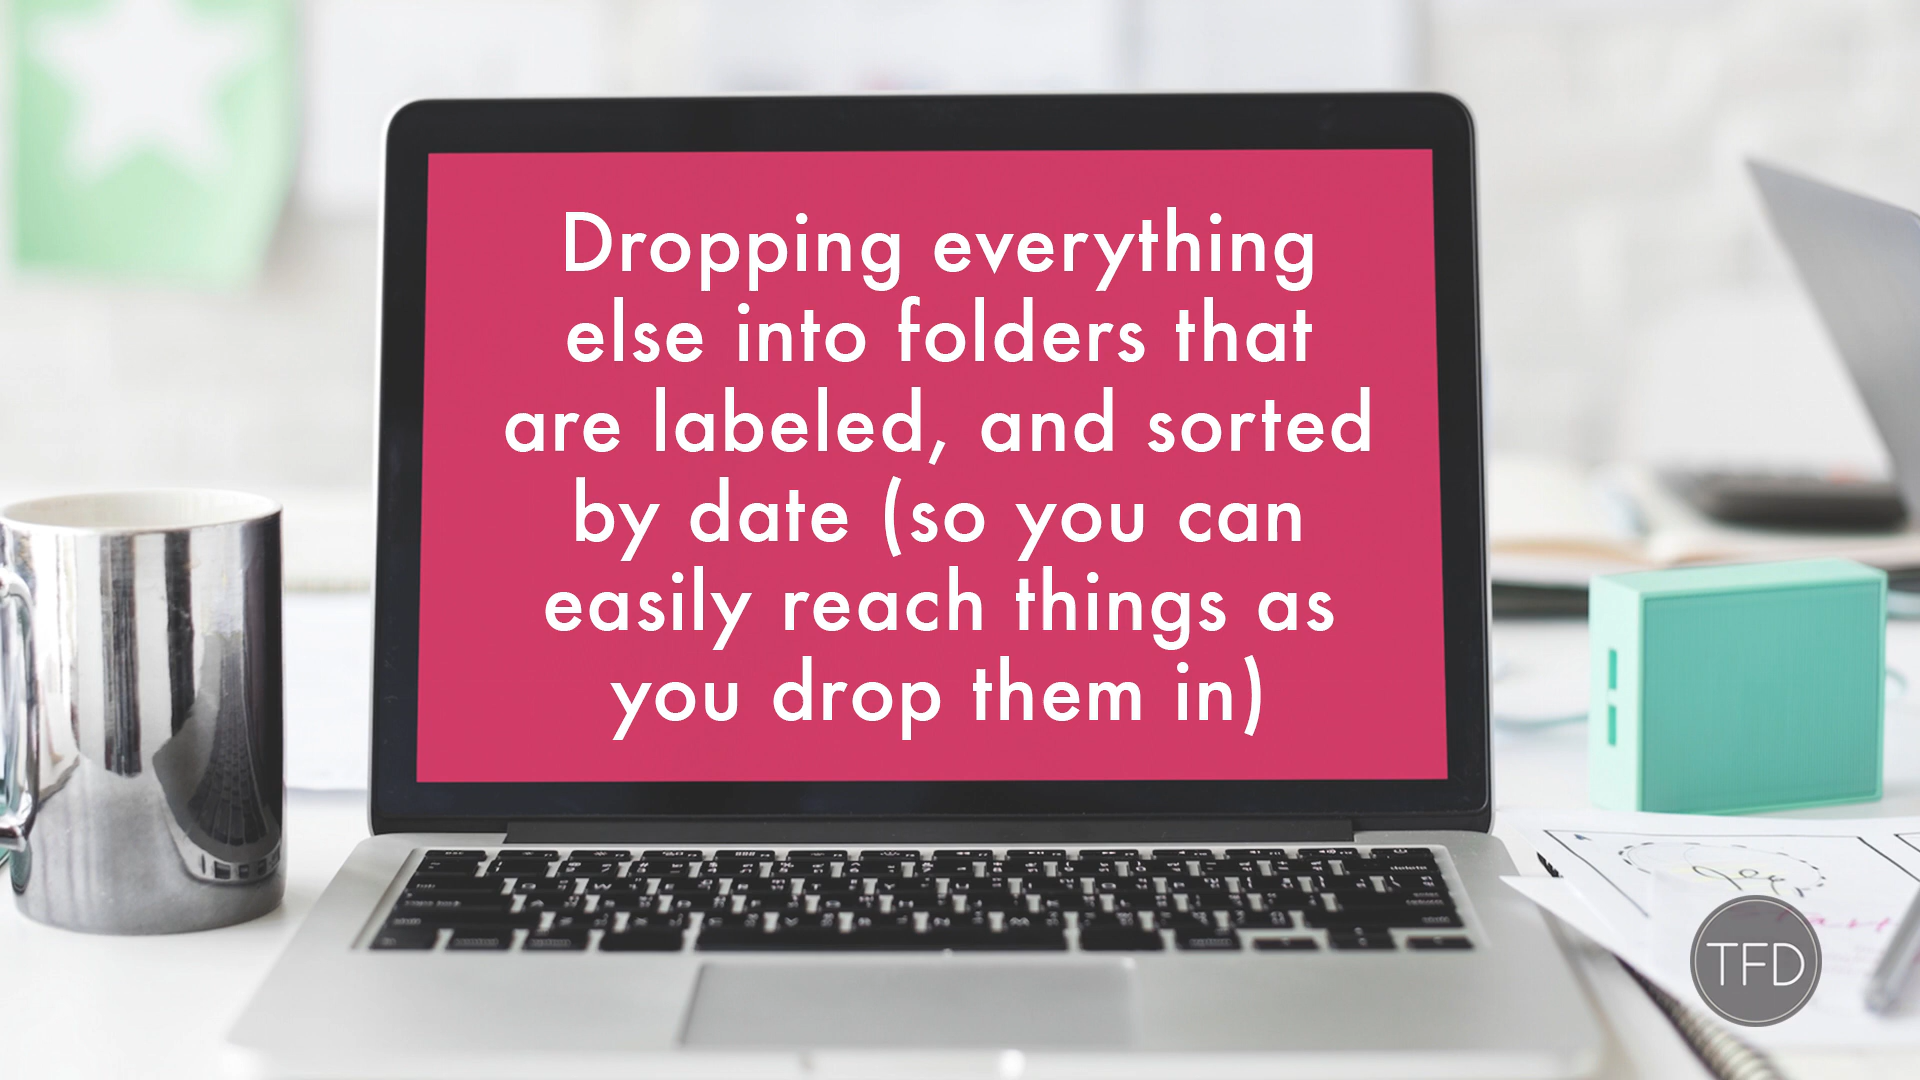 Dropping everything
else into folders that
are labeled, and sorted
by date (so you can
easily reach things as
you drop them in)
TFD